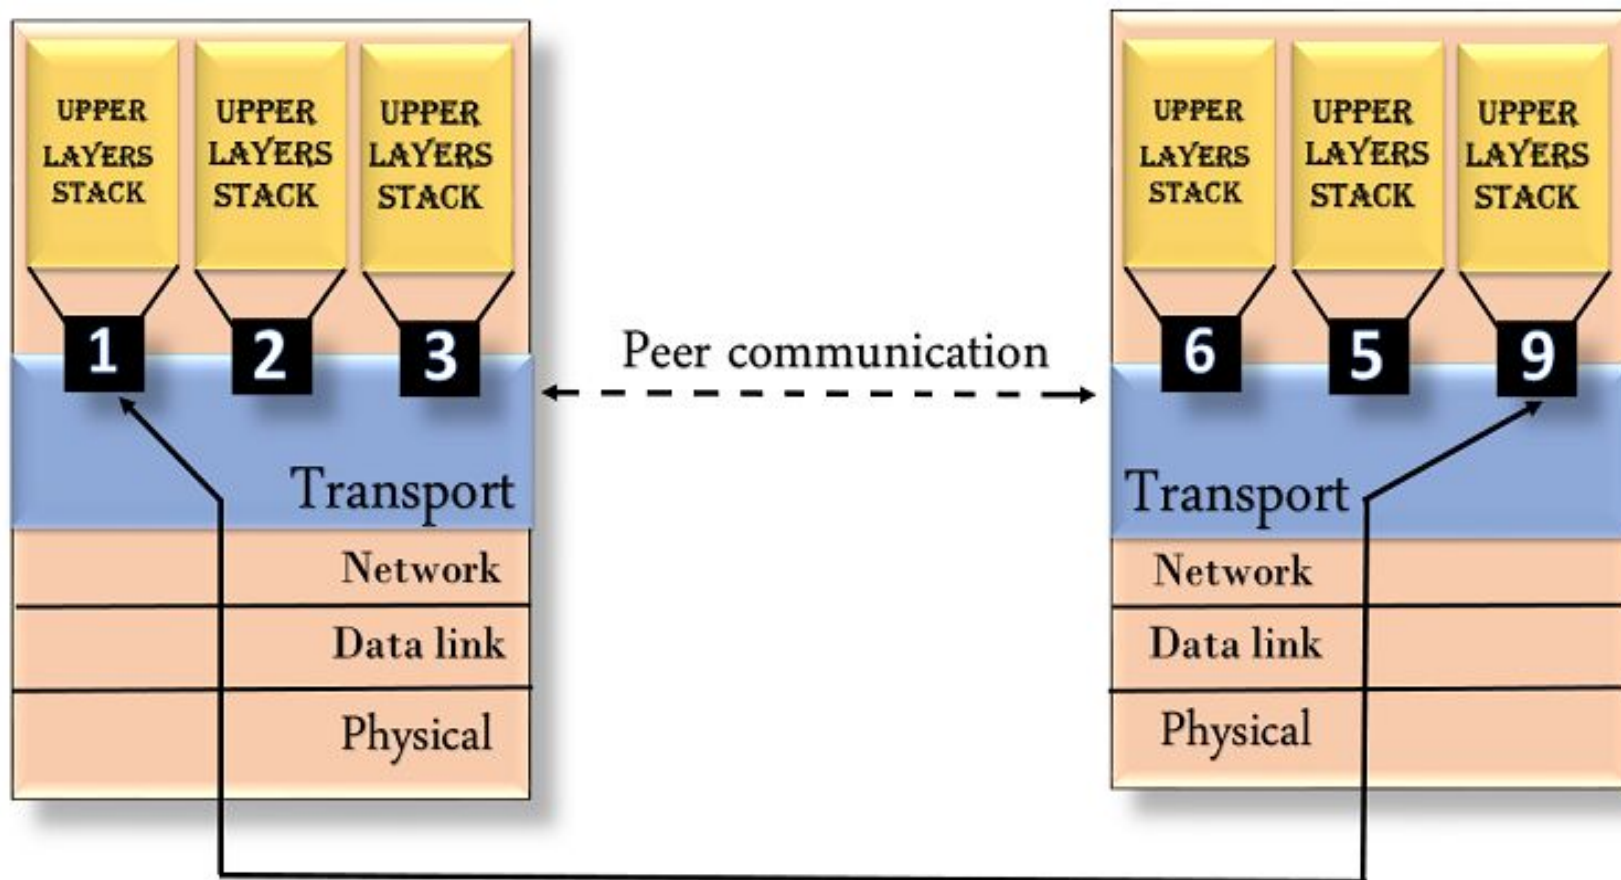 UPPER
LAYERS
STACK
UPPER
LAYERS
STACK
UPPER
LAYERS
STACK
1
2
3
Transport
Network
Data link
Physical
Peer communication
UPPER
LAYERS
STACK
UPPER
LAYERS
STACK
UPPER
LAYERS
STACK
6
5
9
Transport
Network
Data link
Physical